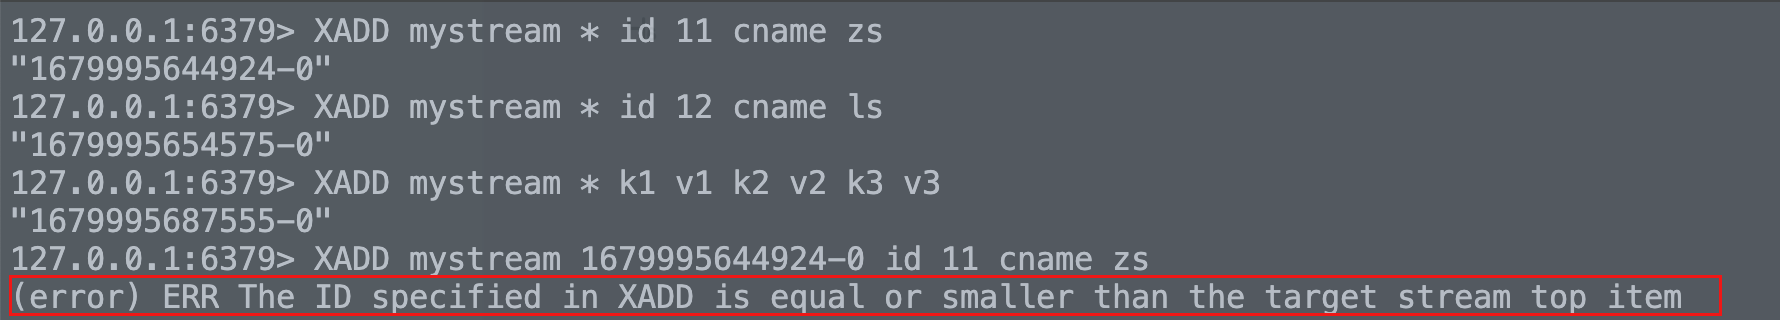 127.0.0.1:6379> XADD mystream * id 11 cname zs
"1679995644924-0"
127.0.0.1:6379> XADD mystream * id 12 cname ls
"1679995654575-0"
127.0.0.1:6379> XADD mystream * k1 v1 k2 v2 k3 v3
"1679995687555-0"
127.0.0.1:6379> XADD mystream 1679995644924-0 id 11 cname zs
(error) ERR The ID specified in XADD is equal or smaller than the target stream top item